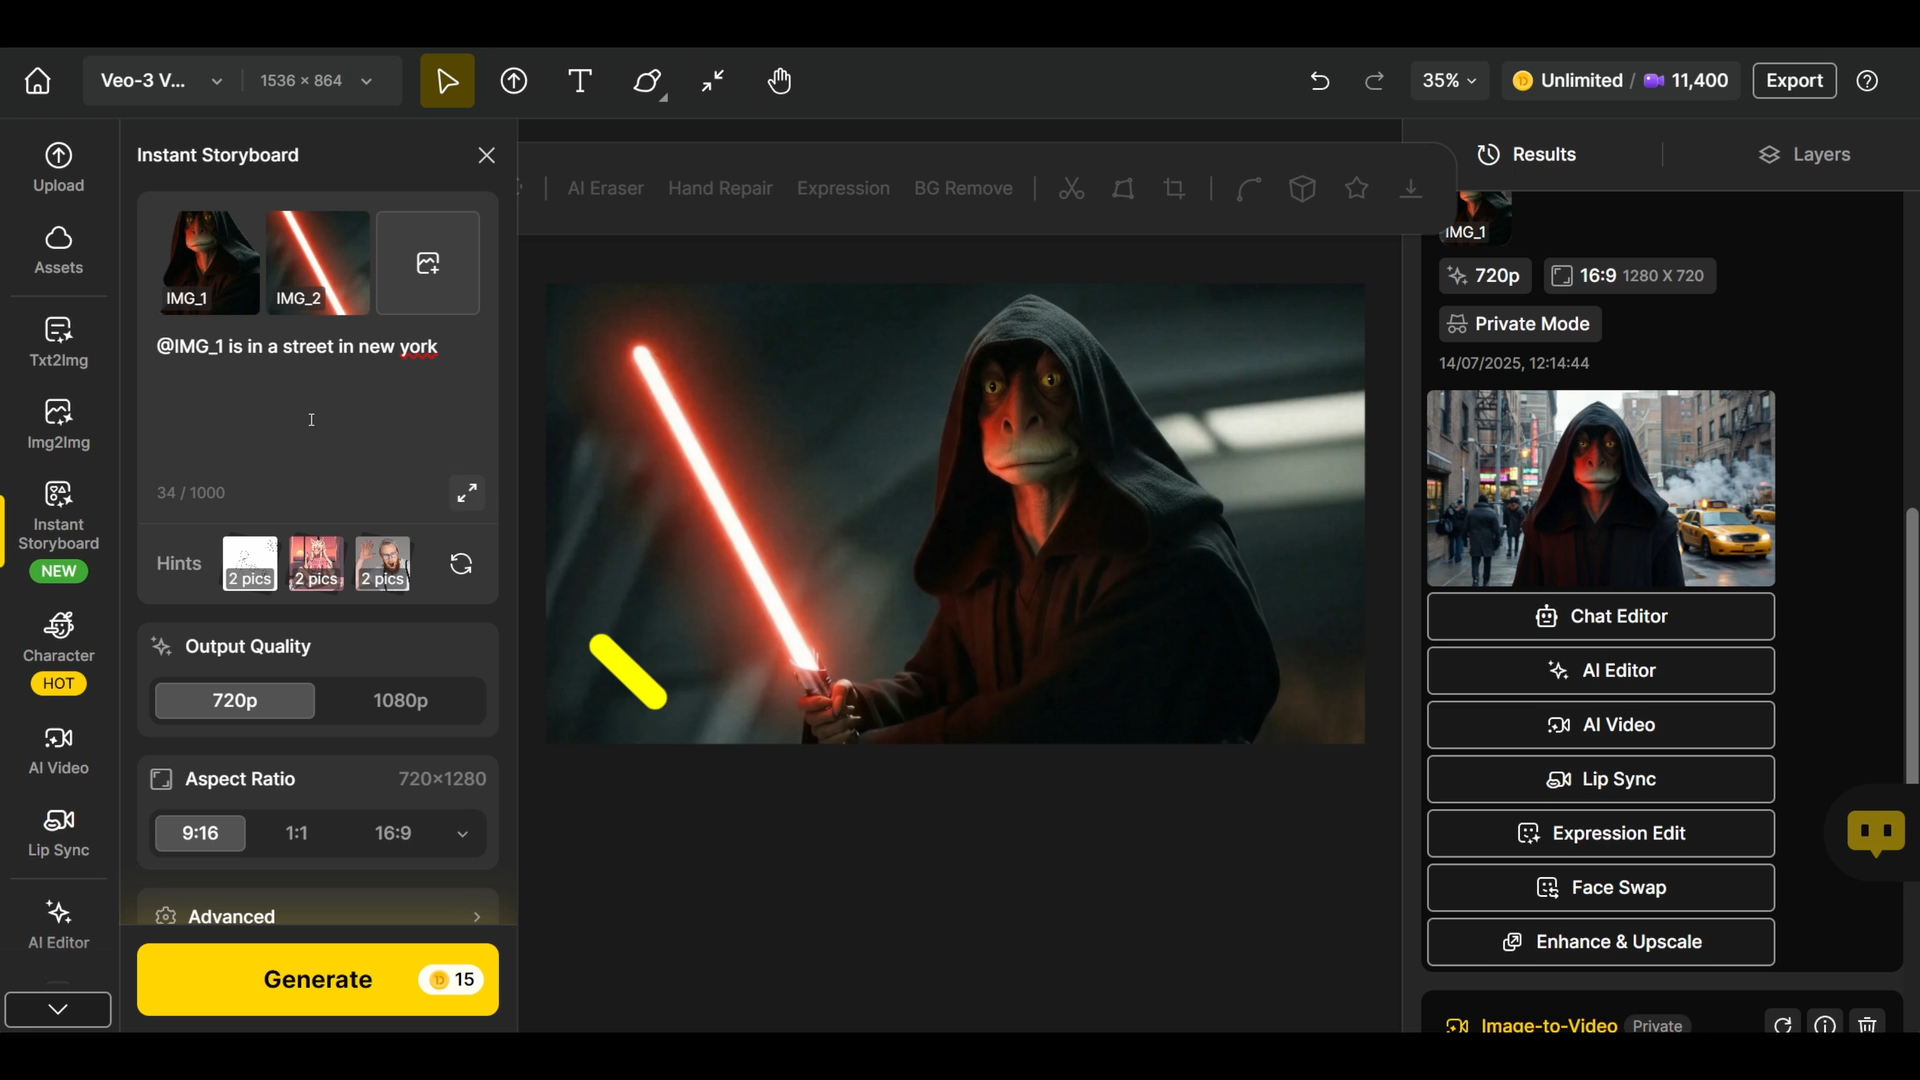 Veo-3 V...
1536 × 864
35%
Unlimited / 11,400
Export
Upload
Assets
Txt2Img
Img2Img
Instant
Storyboard
NEW
Character
HOT
AI Video
Lip Sync
AI Editor
Instant Storyboard
IMG_1
IMG_2
@IMG_1 is in a street in new york
34 / 1000
Hints
2 pics
2 pics
2 pics
Output Quality
720p
1080p
Aspect Ratio
720×1280
9:16
1:1
16:9
Advanced
Generate
15
AI Eraser
Hand Repair
Expression
BG Remove
Results
Layers
IMG_1
720p
16:9 1280 X 720
Private Mode
14/07/2025, 12:14:44
Chat Editor
AI Editor
AI Video
Lip Sync
Expression Edit
Face Swap
Enhance & Upscale
Image-to-Video
Private